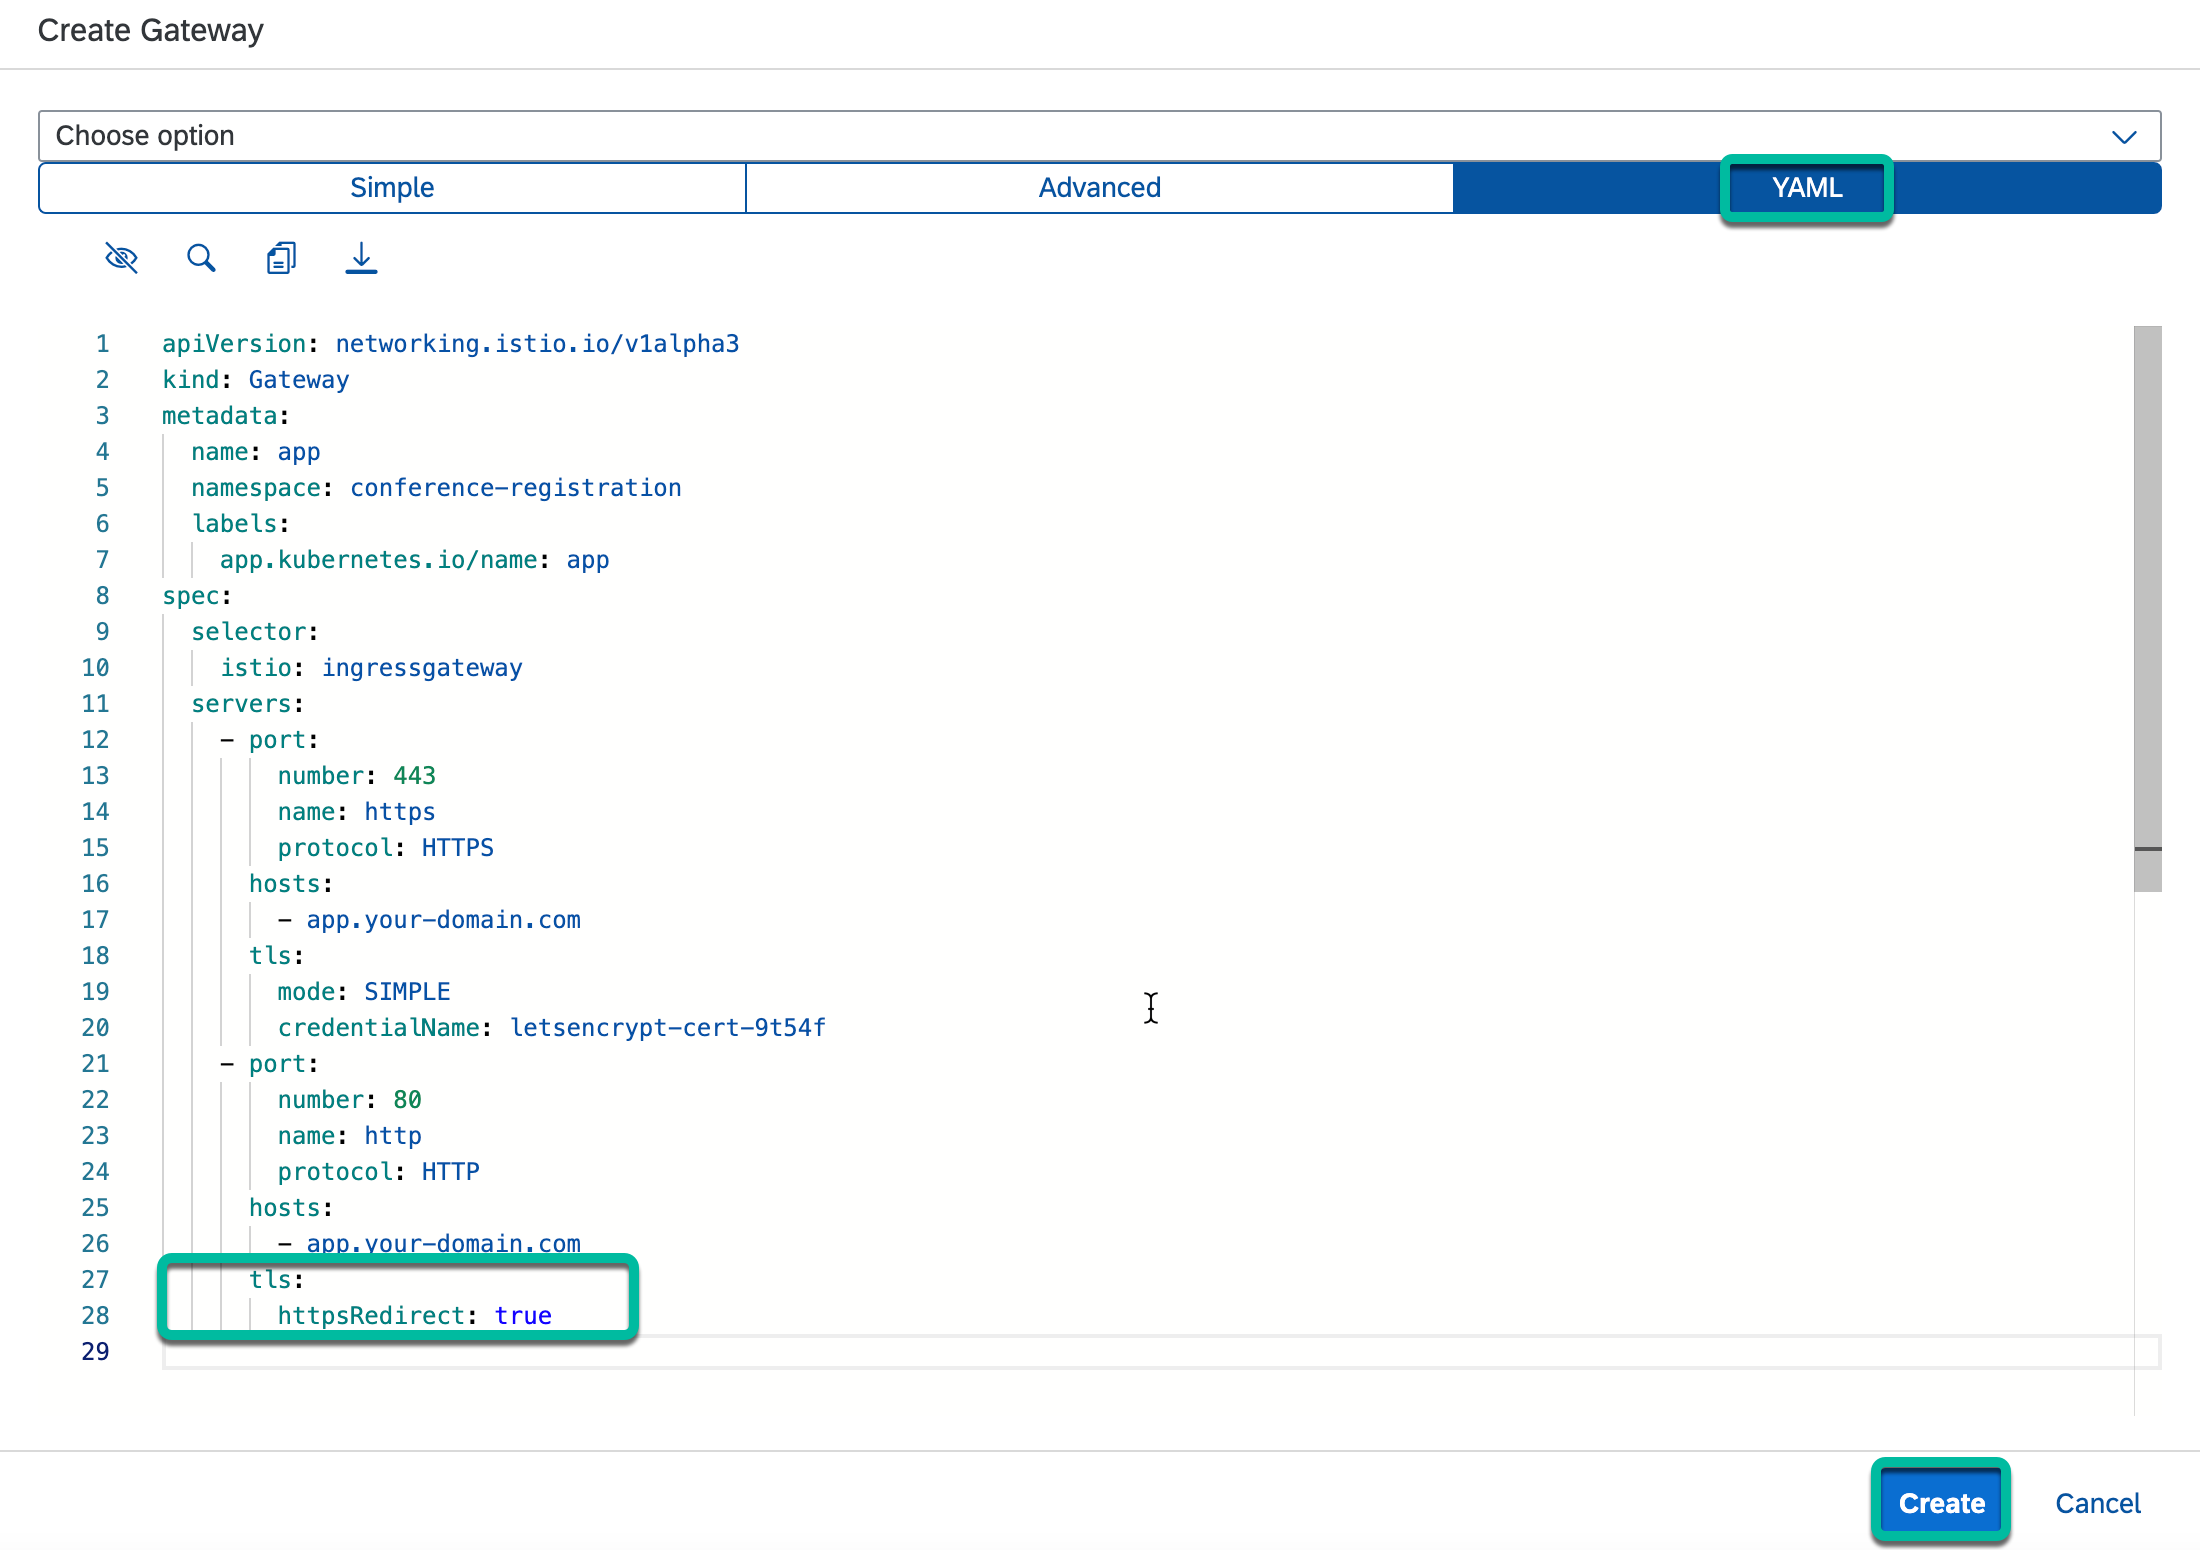 Create Gateway
Choose option
Simple Advanced YAML
1 apiVersion: networking.istio.io/v1alpha3
2 kind: Gateway
3 metadata:
4   name: app
5   namespace: conference-registration
6   labels:
7     app.kubernetes.io/name: app
8 spec:
9   selector:
10     istio: ingressgateway
11   servers:
12     - port:
13         number: 443
14         name: https
15         protocol: HTTPS
16       hosts:
17         - app.your-domain.com
18       tls:
19         mode: SIMPLE
20         credentialName: letsencrypt-cert-9t54f
21     - port:
22         number: 80
23         name: http
24         protocol: HTTP
25       hosts:
26         - app.your-domain.com
27       tls:
28         httpsRedirect: true
29
Create Cancel